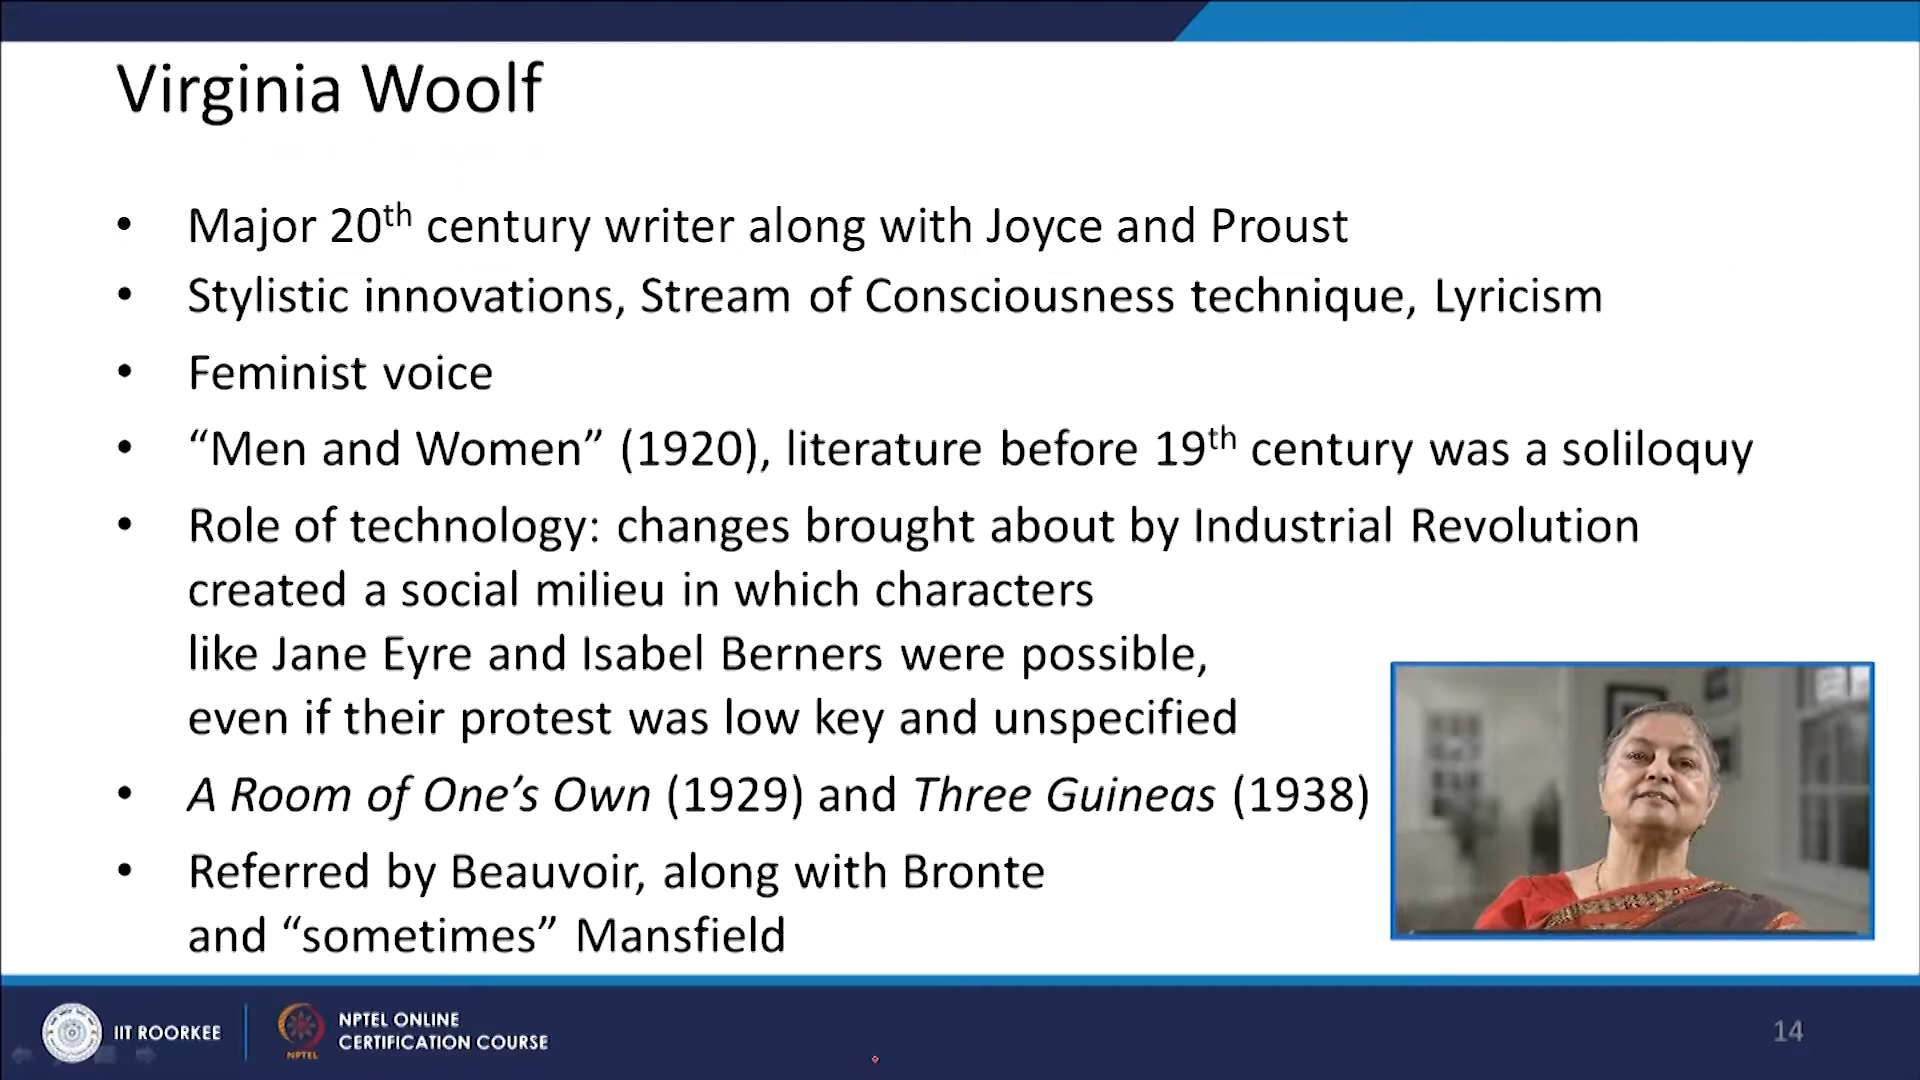 Virginia Woolf
• Major 20th century writer along with Joyce and Proust
• Stylistic innovations, Stream of Consciousness technique, Lyricism
• Feminist voice
• “Men and Women” (1920), literature before 19th century was a soliloquy
• Role of technology: changes brought about by Industrial Revolution
created a social milieu in which characters
like Jane Eyre and Isabel Berners were possible,
even if their protest was low key and unspecified
• A Room of One’s Own (1929) and Three Guineas (1938)
• Referred by Beauvoir, along with Bronte
and “sometimes” Mansfield
IIT ROORKEE
NPTEL
NPTEL ONLINE
CERTIFICATION COURSE
14